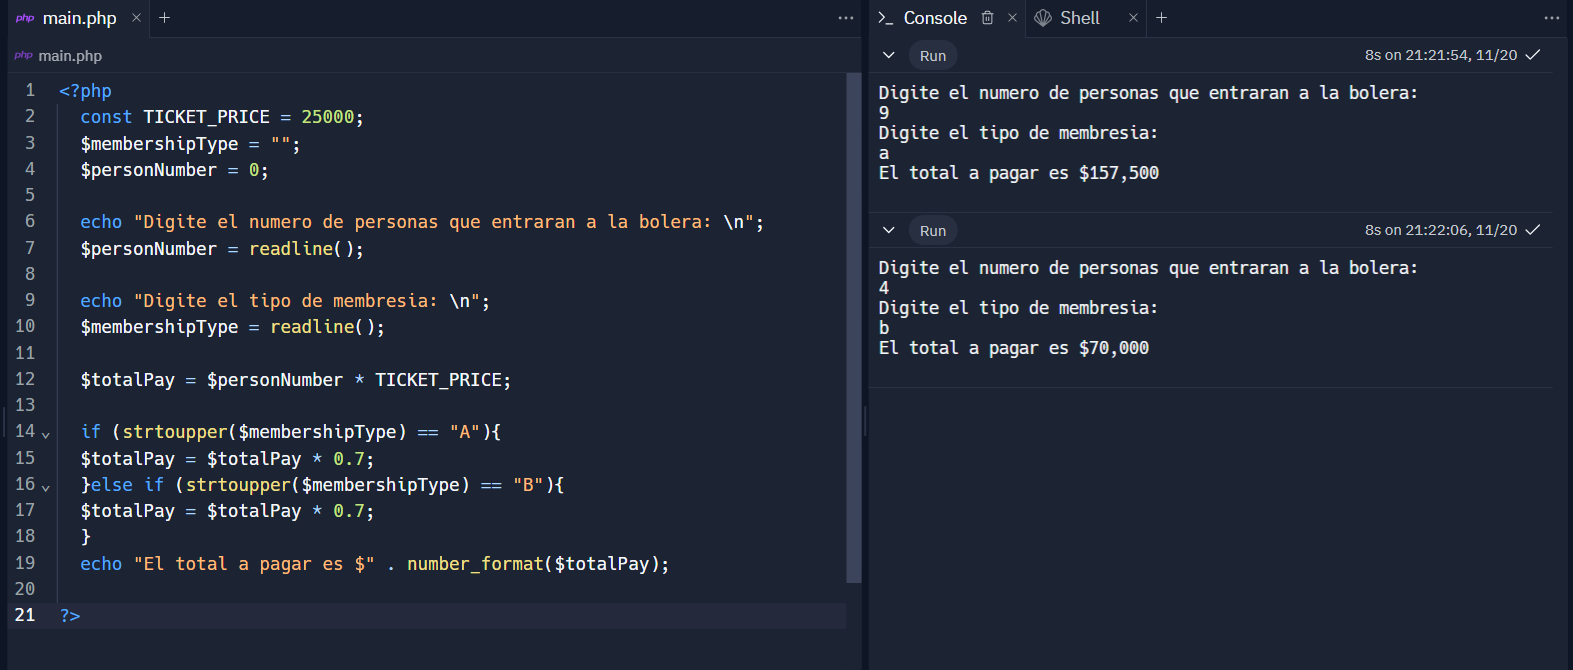 php main.php × +
php main.php
1 <?php
2 const TICKET_PRICE = 25000;
3 $membershipType = "";
4 $personNumber = 0;
5
6 echo "Digite el numero de personas que entraran a la bolera: \n";
7 $personNumber = readline();
8
9 echo "Digite el tipo de membresia: \n";
10 $membershipType = readline();
11
12 $totalPay = $personNumber * TICKET_PRICE;
13
14 if (strtoupper($membershipType) == "A"){
15 $totalPay = $totalPay * 0.7;
16 }else if (strtoupper($membershipType) == "B"){
17 $totalPay = $totalPay * 0.7;
18 }
19 echo "El total a pagar es $" . number_format($totalPay);
20
21 ?>
>_ Console × Shell × +
Run 8s on 21:21:54, 11/20
Digite el numero de personas que entraran a la bolera:
9
Digite el tipo de membresia:
a
El total a pagar es $157,500
Run 8s on 21:22:06, 11/20
Digite el numero de personas que entraran a la bolera:
4
Digite el tipo de membresia:
b
El total a pagar es $70,000